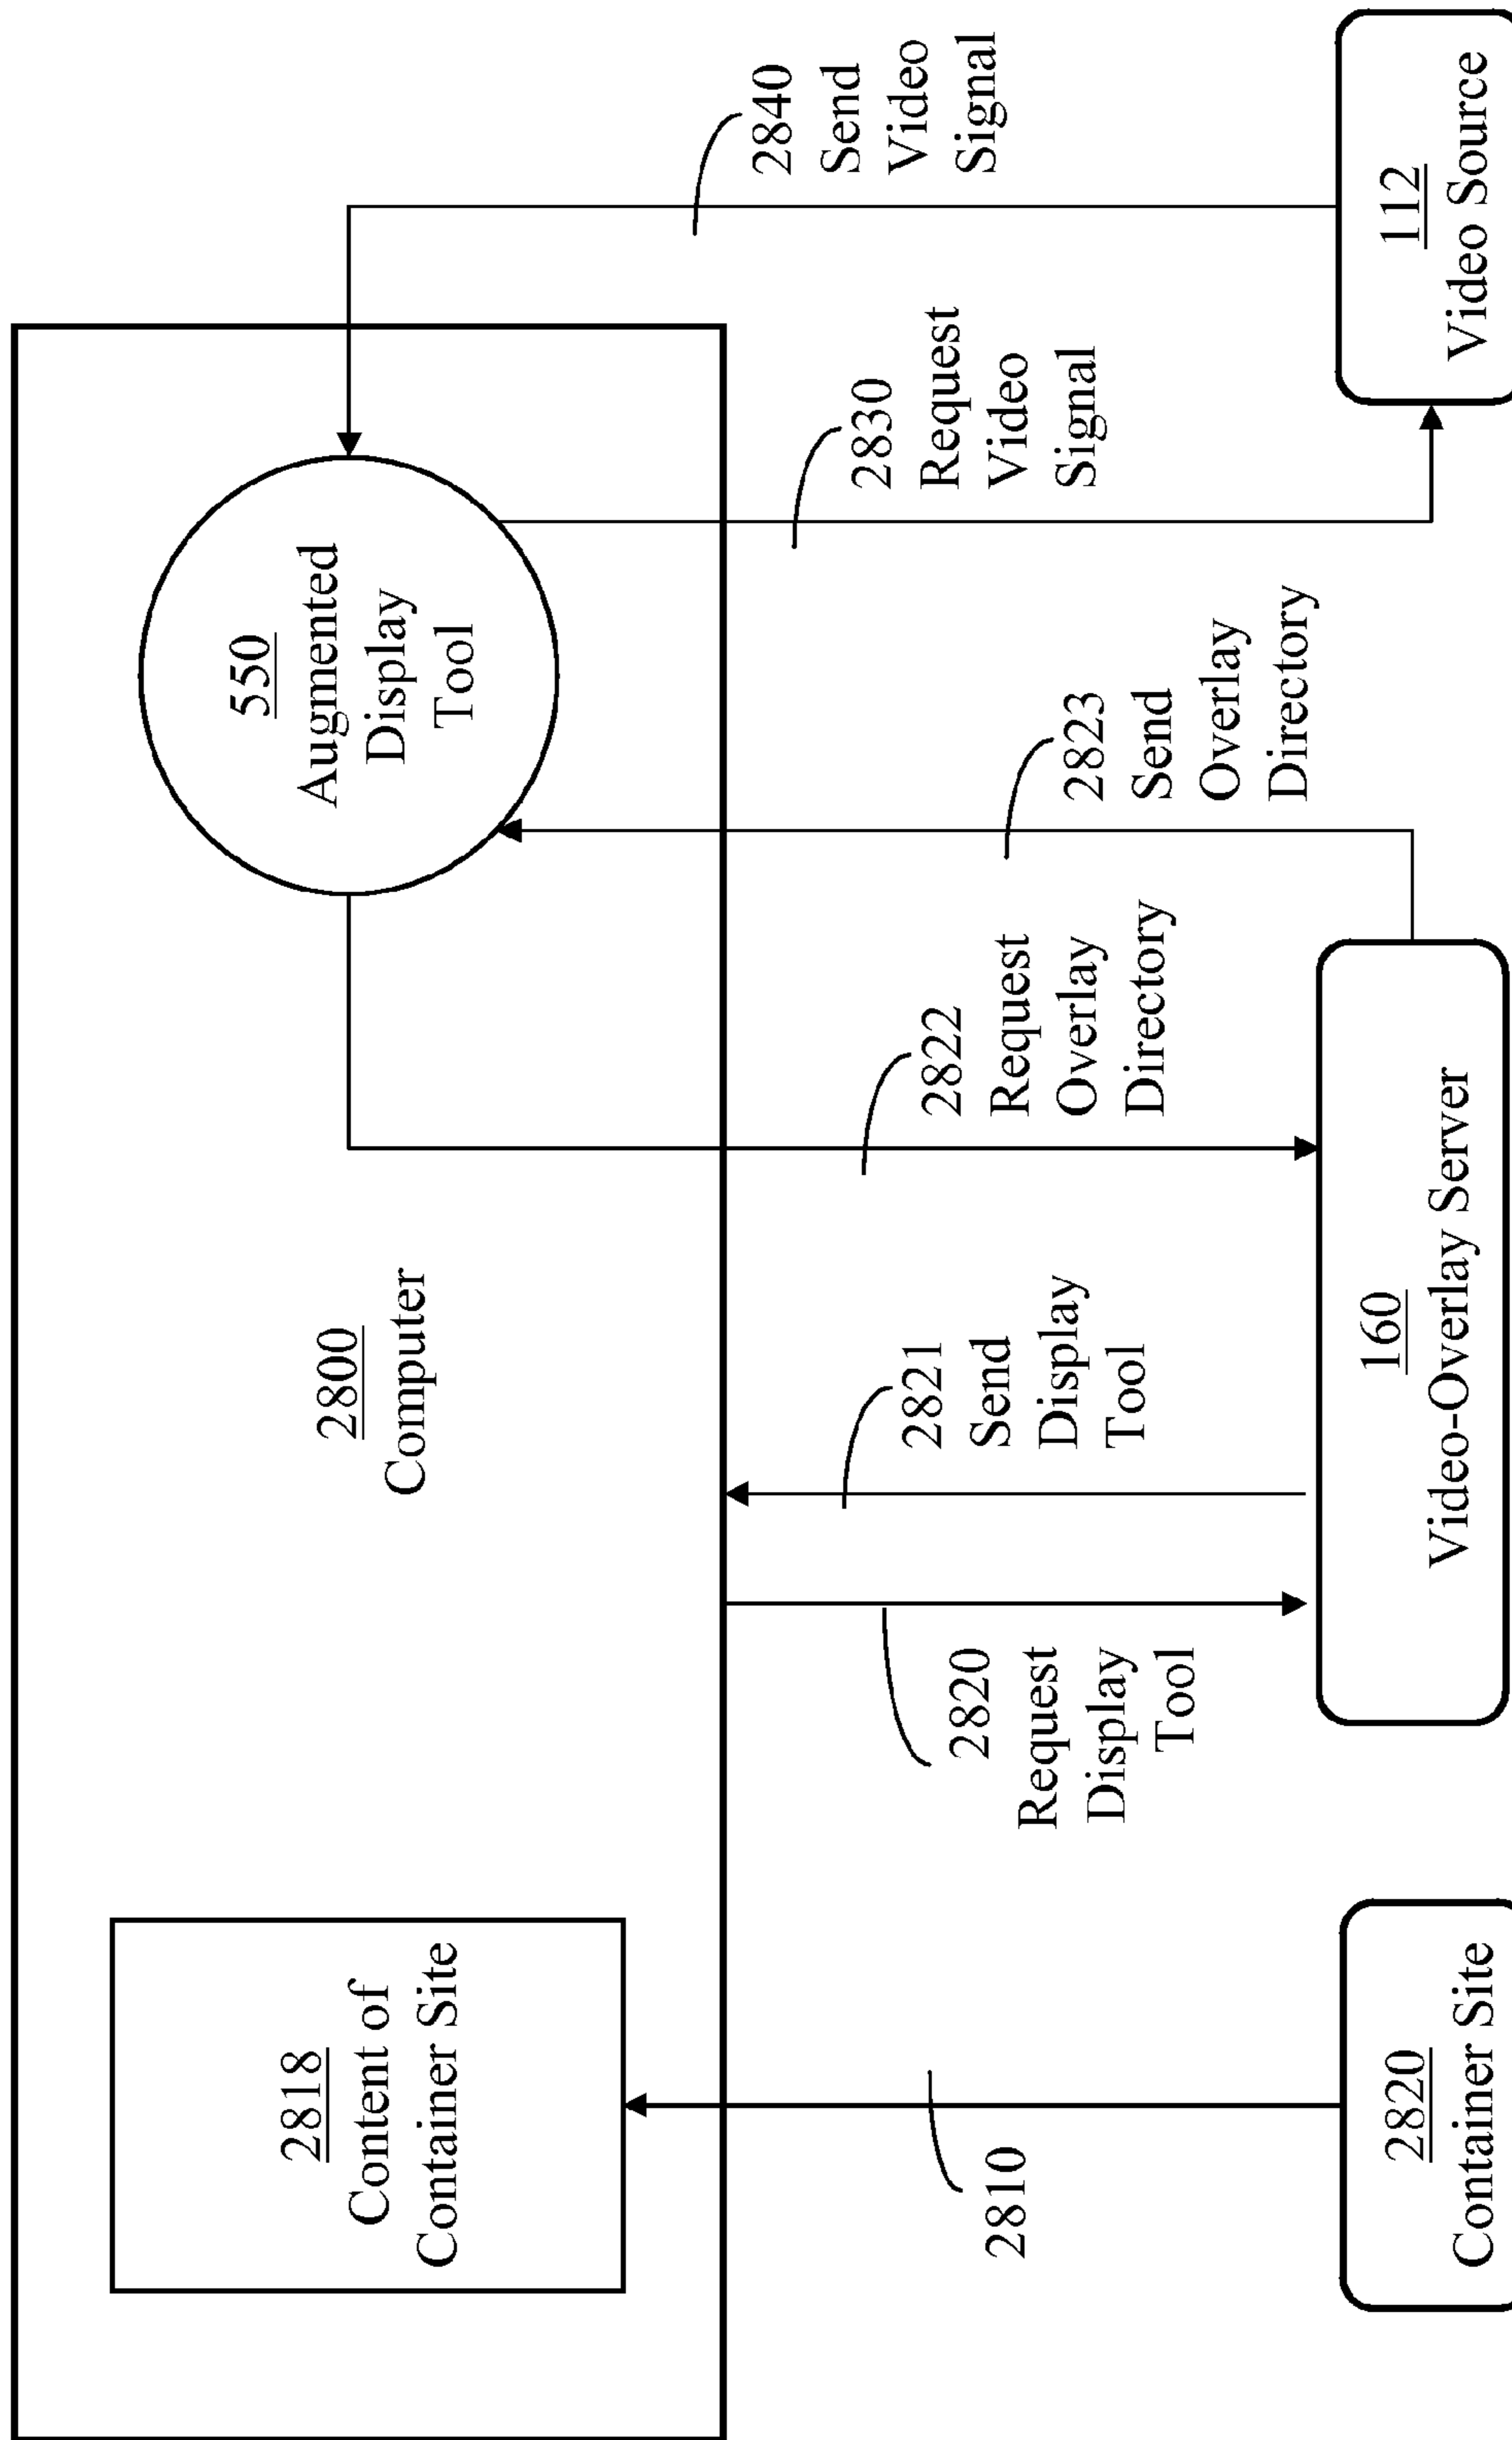 2818
Content of
Container Site
2800
Computer
550
Augmented
Display
Tool
2810
2820
Request
Display
Tool
2821
Send
Display
Tool
2822
Request
Overlay
Directory
2823
Send
Overlay
Directory
2830
Request
Video
Signal
2840
Send
Video
Signal
2820
Container Site
160
Video-Overlay Server
112
Video Source